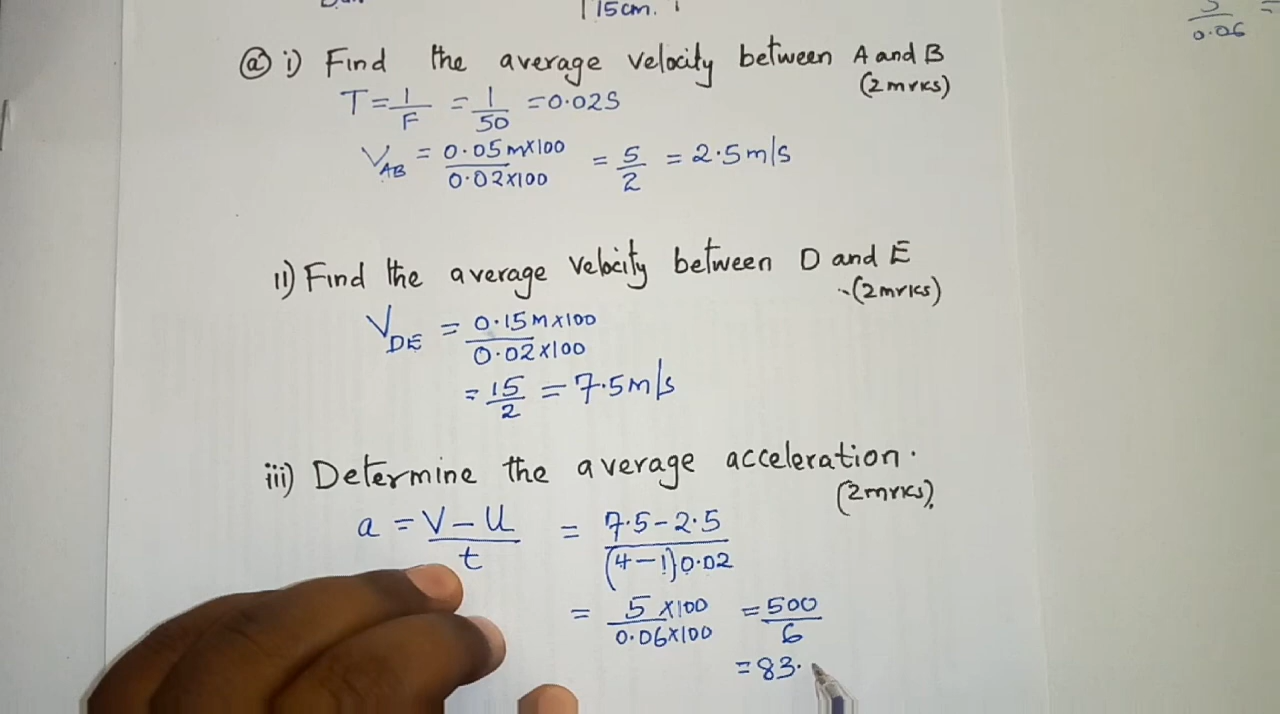 15cm.
5/0.06 =
ⓐ i) Find the average velocity between A and B
(2mrks)
T = 1/F = 1/50 = 0.02S
V_AB = 0.05m×100/0.02×100 = 5/2 = 2.5m/s
11) Find the average velocity between D and E
(2mrks)
V_DE = 0.15m×100/0.02×100
= 15/2 = 7.5m/s
iii) Determine the average acceleration.
(2mrks).
a = V-U/t = 7.5-2.5/(4-1)0.02
= 5×100/0.06×100 = 500/6
= 83.